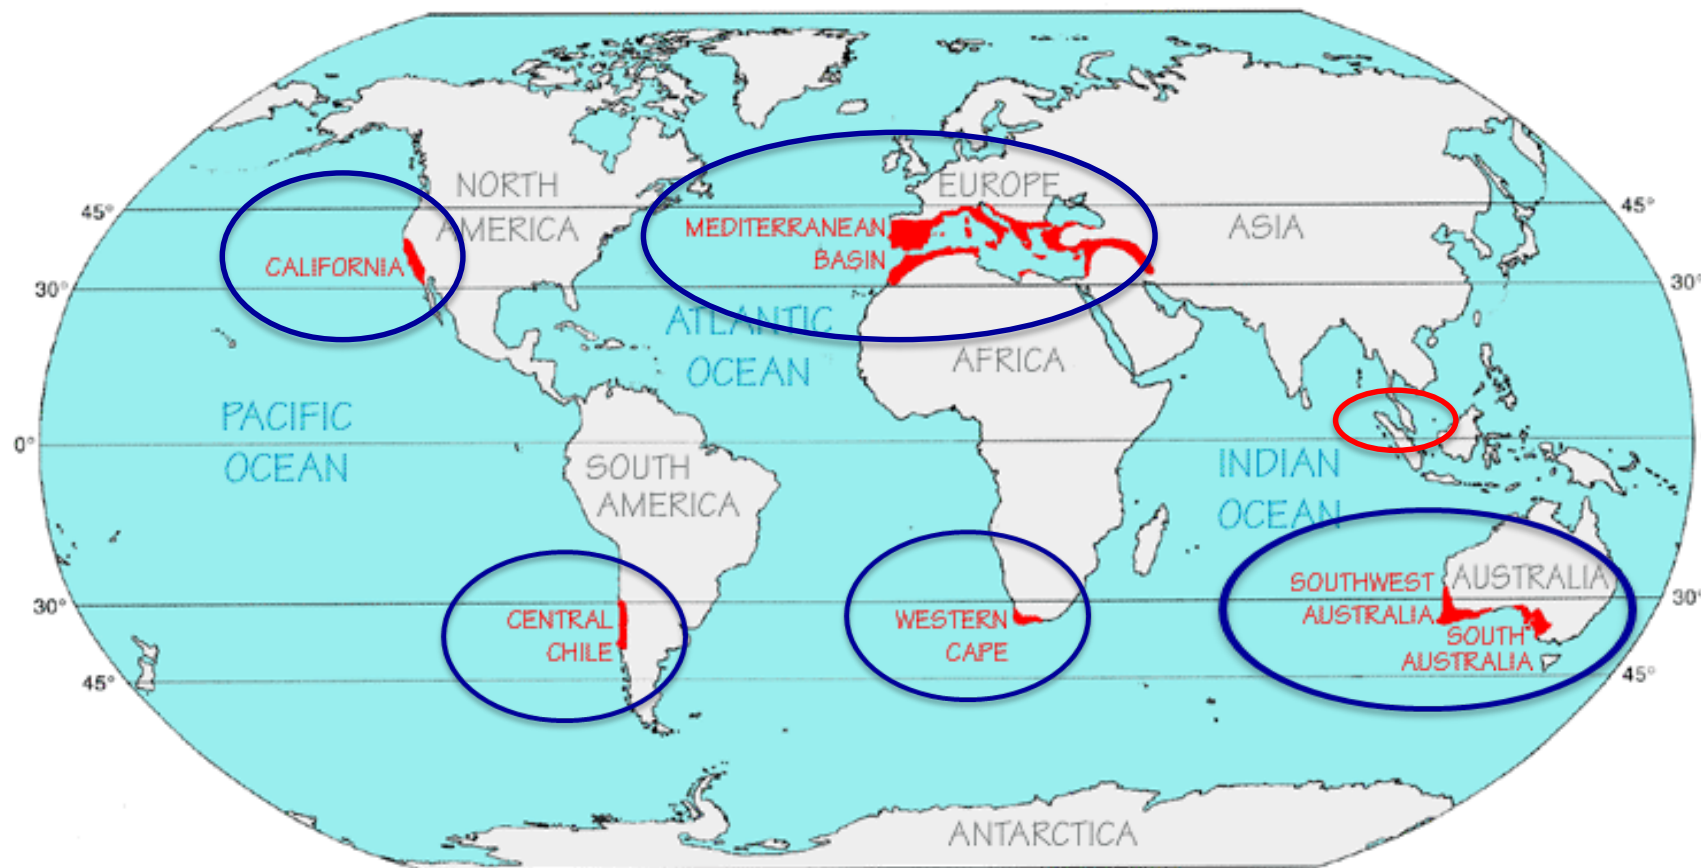 NORTH
AMERICA
EUROPE
ASIA
MEDITERRANEAN
BASIN
CALIFORNIA
45°
45°
30°
30°
ATLANTIC
OCEAN
AFRICA
PACIFIC
OCEAN
0°
SOUTH
AMERICA
INDIAN
OCEAN
30°
30°
CENTRAL
CHILE
WESTERN
CAPE
SOUTHWEST
AUSTRALIA
AUSTRALIA
SOUTH
AUSTRALIA
45°
45°
ANTARCTICA